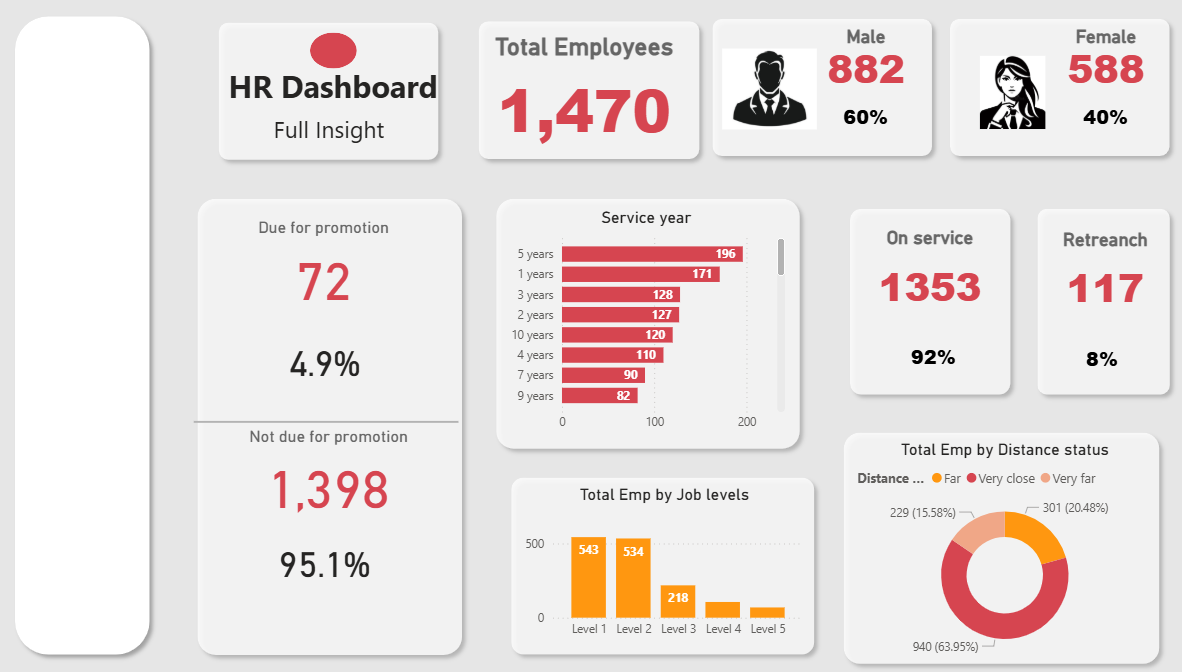 HR Dashboard
Full Insight
Total Employees
1,470
Male
882
60%
Female
588
40%
Due for promotion
72
4.9%
Not due for promotion
1,398
95.1%
Service year
5 years 196
1 years 171
3 years 128
2 years 127
10 years 120
4 years 110
7 years 90
9 years 82
0 100 200
On service
1353
92%
Retreanch
117
8%
Total Emp by Job levels
500
543 534
218
0
Level 1 Level 2 Level 3 Level 4 Level 5
Total Emp by Distance status
Distance ... Far Very close Very far
229 (15.58%) 301 (20.48%)
940 (63.95%)